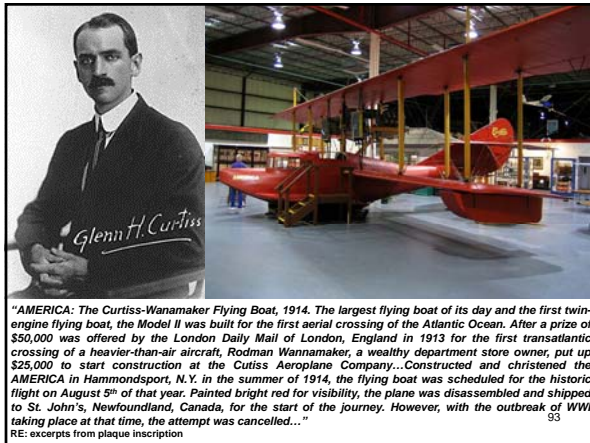 Glenn H. Curtiss
"AMERICA: The Curtiss-Wanamaker Flying Boat, 1914. The largest flying boat of its day and the first twin-
engine flying boat, the Model II was built for the first aerial crossing of the Atlantic Ocean. After a prize of
$50,000 was offered by the London Daily Mail of London, England in 1913 for the first transatlantic
crossing of a heavier-than-air aircraft, Rodman Wannamaker, a wealthy department store owner, put up
$25,000 to start construction at the Cutiss Aeroplane Company…Constructed and christened the
AMERICA in Hammondsport, N.Y. in the summer of 1914, the flying boat was scheduled for the historic
flight on August 5th of that year. Painted bright red for visibility, the plane was disassembled and shipped
to St. John's, Newfoundland, Canada, for the start of the journey. However, with the outbreak of WWI
taking place at that time, the attempt was cancelled…"
93
RE: excerpts from plaque inscription